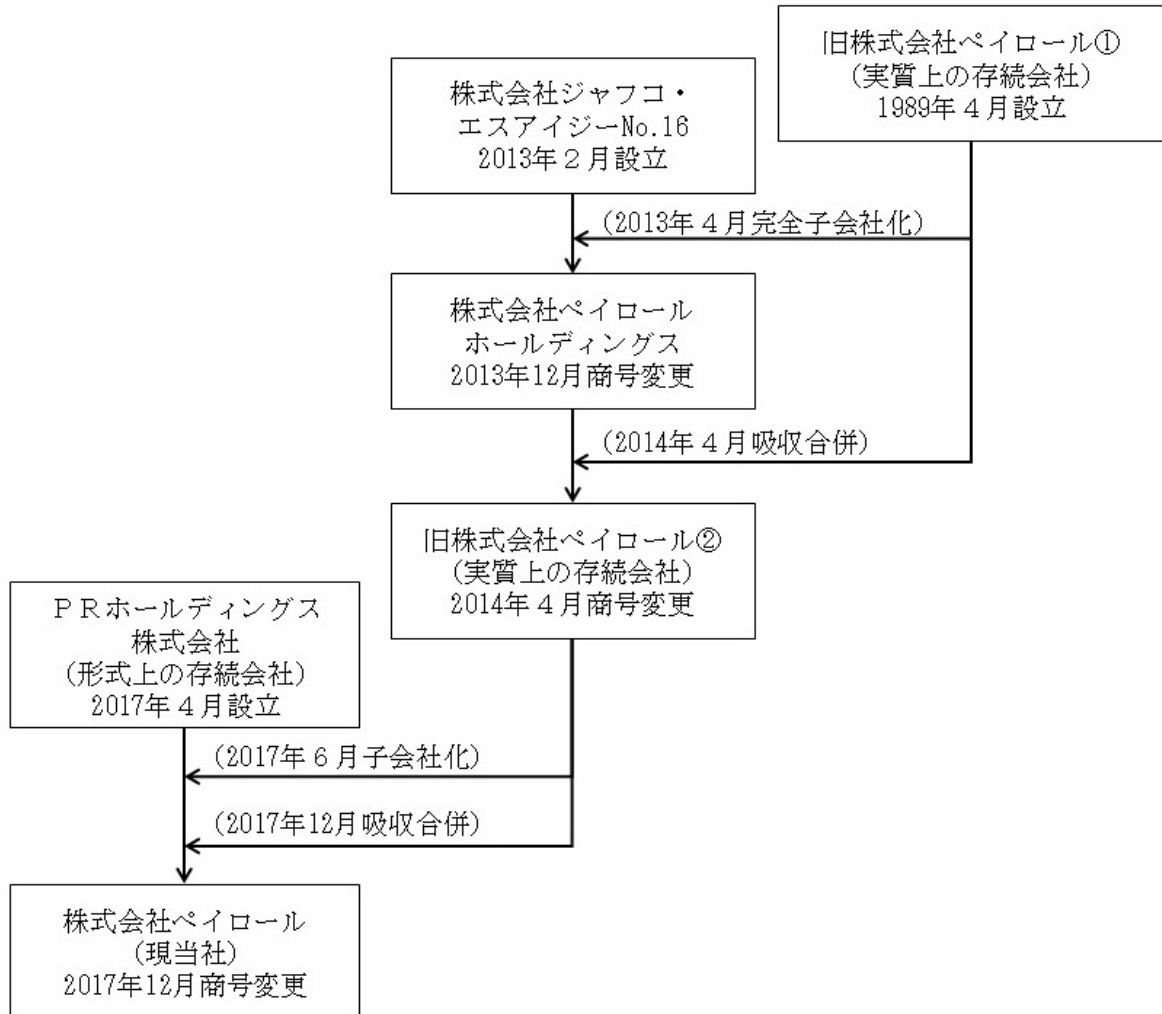 旧株式会社ペイロール①
(実質上の存続会社)
1989年４月設立
株式会社ジャフコ・
エスアイジーNo.16
2013年２月設立
(2013年４月完全子会社化)
株式会社ペイロール
ホールディングス
2013年12月商号変更
(2014年４月吸収合併)
旧株式会社ペイロール②
(実質上の存続会社)
2014年４月商号変更
ＰＲホールディングス
株式会社
(形式上の存続会社)
2017年４月設立
(2017年６月子会社化)
(2017年12月吸収合併)
株式会社ペイロール
(現当社)
2017年12月商号変更